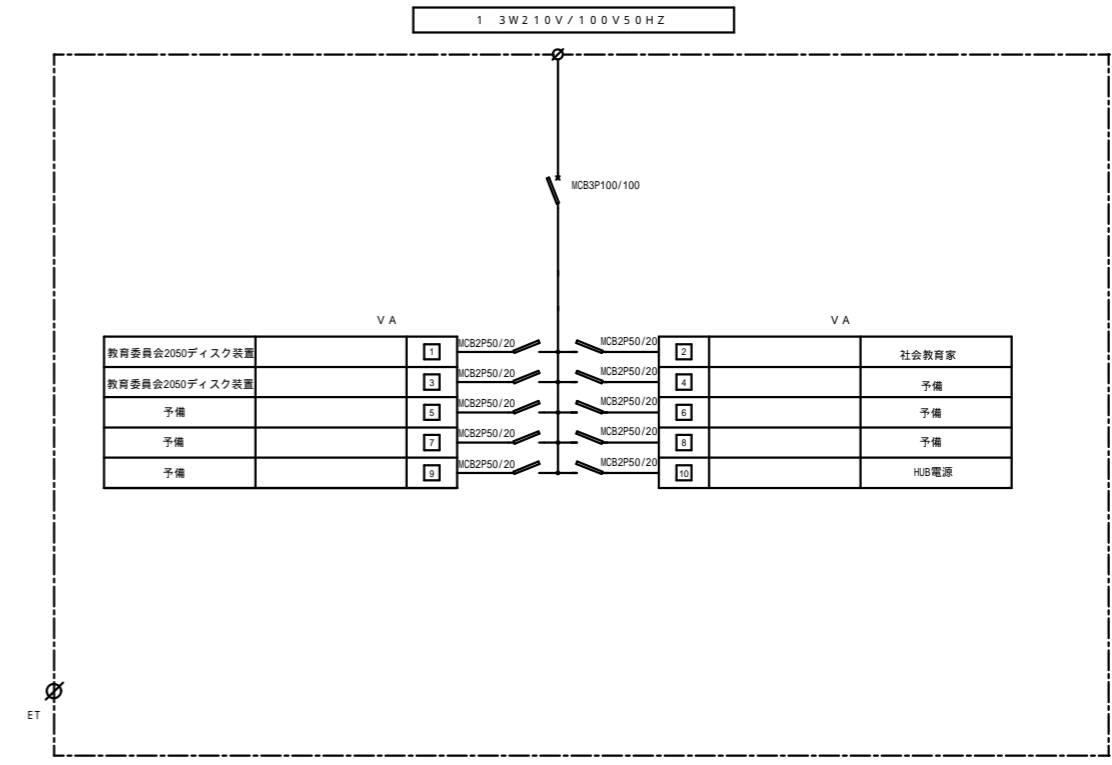 1 3W210V/100V50HZ
MCB3P100/100
VA VA
教育委員会2050ディスク装置 1 MCB2P50/20 MCB2P50/20 2 社会教育家
教育委員会2050ディスク装置 3 MCB2P50/20 MCB2P50/20 4 予備
予備 5 MCB2P50/20 MCB2P50/20 6 予備
予備 7 MCB2P50/20 MCB2P50/20 8 予備
予備 9 MCB2P50/20 MCB2P50/20 10 HUB電源
ET